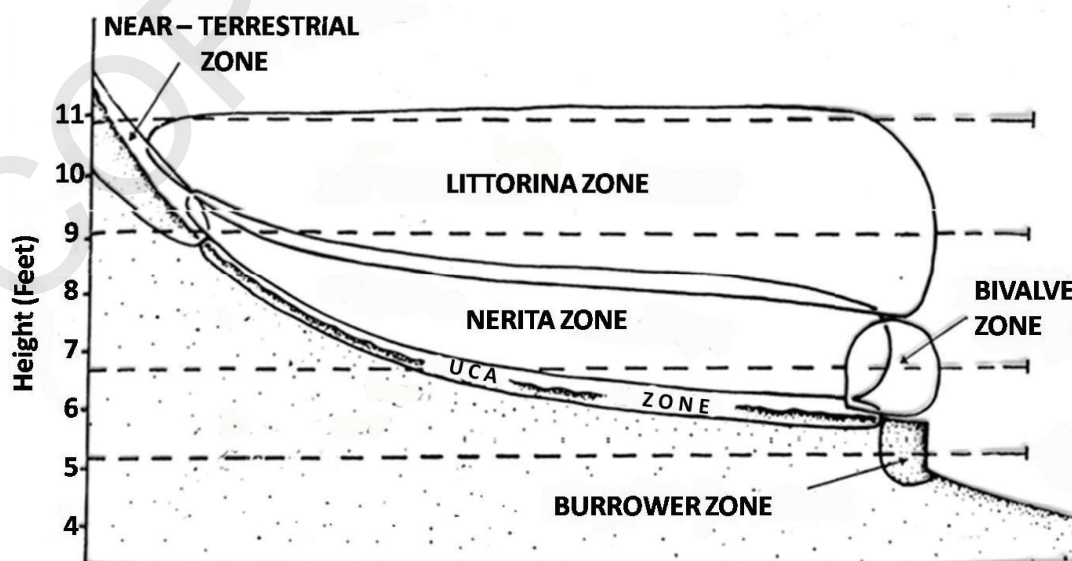 NEAR – TERRESTRIAL
ZONE
11
10
9
8
7
6
5
4
Height (Feet)
LITTORINA ZONE
NERITA ZONE
BIVALVE
ZONE
UCA ZONE
BURROWER ZONE